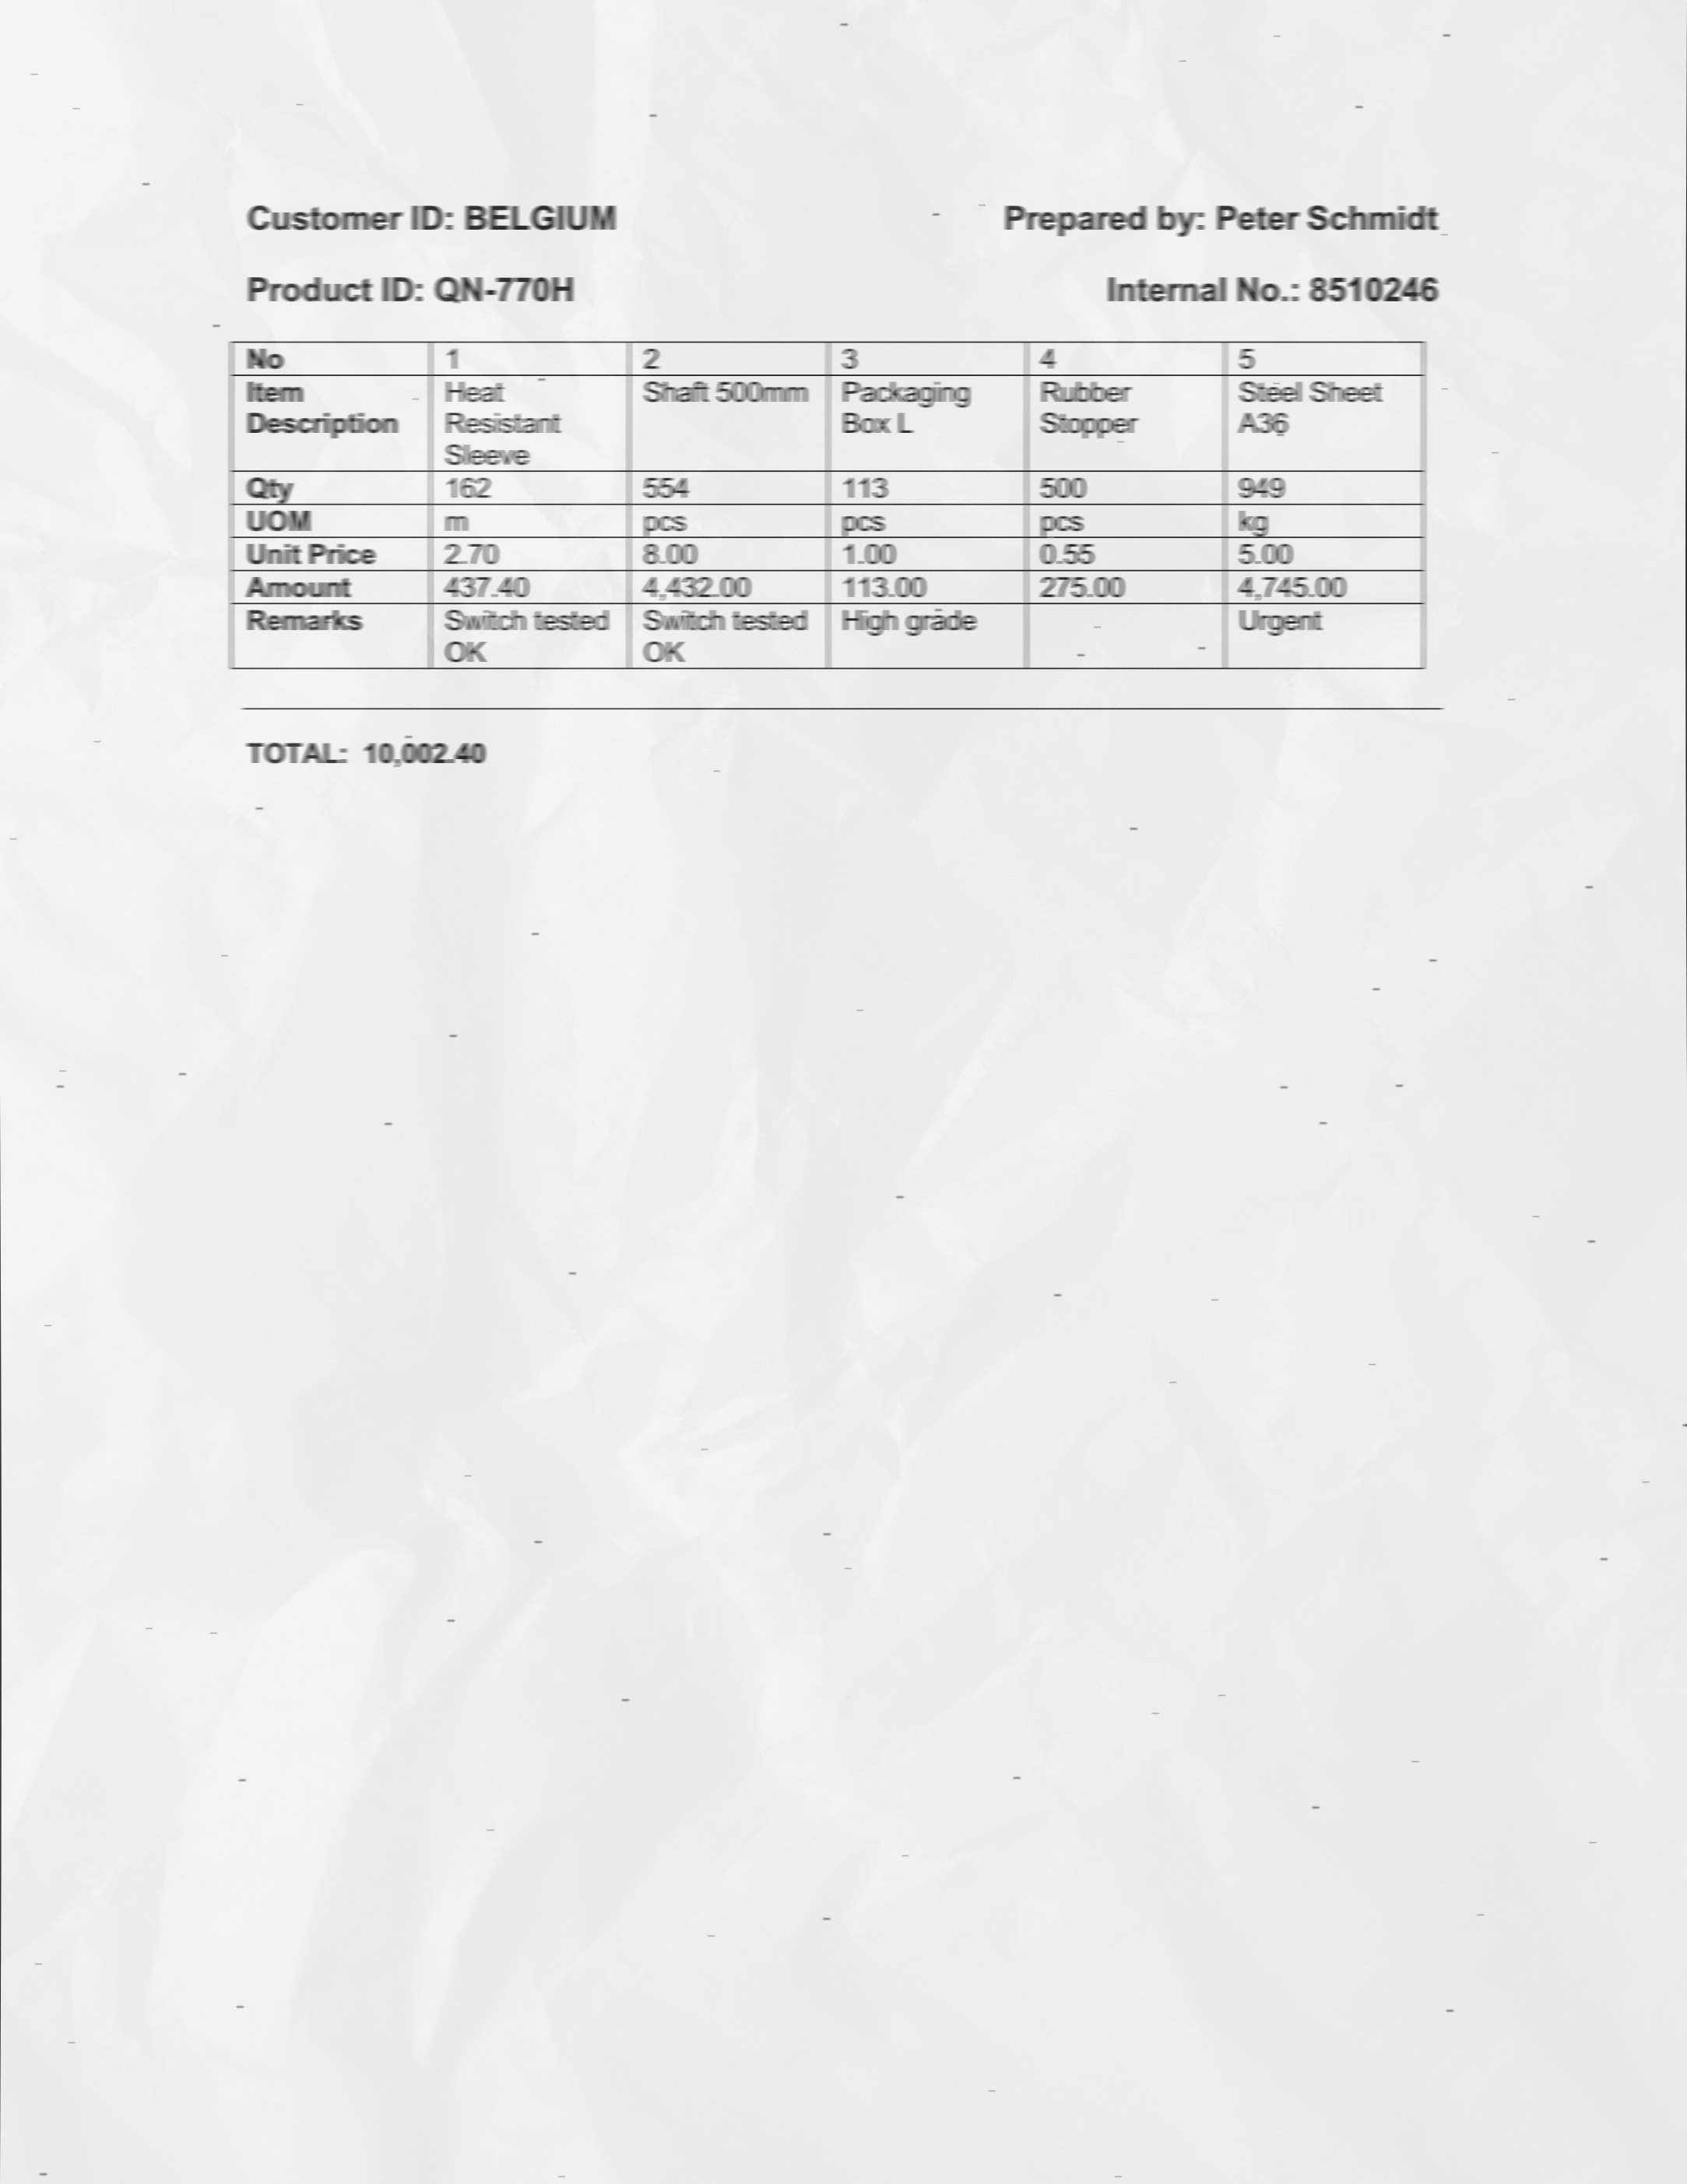 Customer ID: BELGIUM Prepared by: Peter Schmidt
Product ID: QN-770H Internal No.: 8510246
No 1 2 3 4 5
Item Description Heat Resistant Sleeve Shaft 500mm Packaging Box L Rubber Stopper Steel Sheet A36
Qty 162 554 113 500 949
UOM m pcs pcs pcs kg
Unit Price 2.70 8.00 1.00 0.55 5.00
Amount 437.40 4,432.00 113.00 275.00 4,745.00
Remarks Switch tested OK Switch tested OK High grade Urgent
TOTAL: 10,002.40